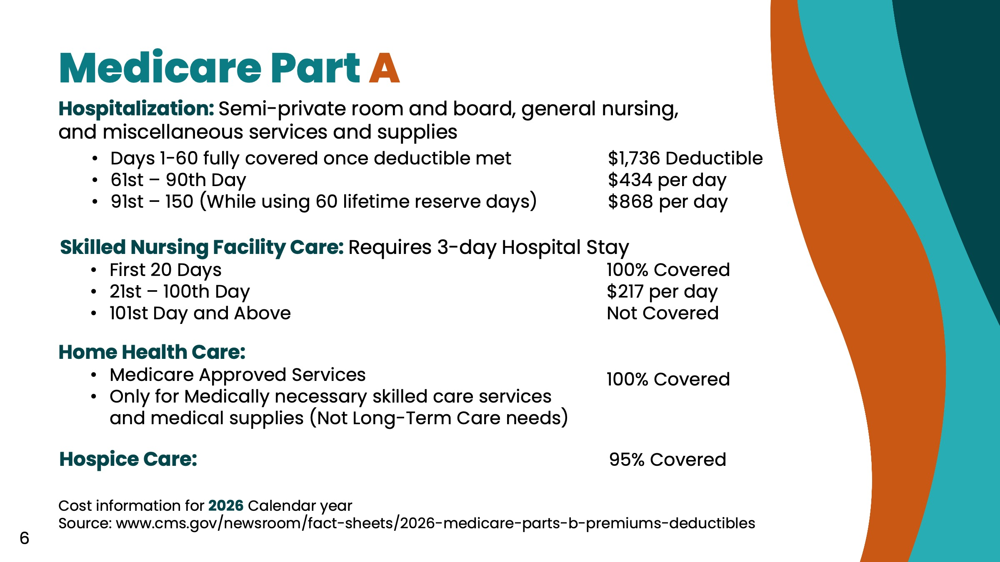 Medicare Part A
Hospitalization: Semi-private room and board, general nursing,
and miscellaneous services and supplies
• Days 1-60 fully covered once deductible met $1,736 Deductible
• 61st – 90th Day $434 per day
• 91st – 150 (While using 60 lifetime reserve days) $868 per day
Skilled Nursing Facility Care: Requires 3-day Hospital Stay
• First 20 Days 100% Covered
• 21st – 100th Day $217 per day
• 101st Day and Above Not Covered
Home Health Care:
• Medicare Approved Services 100% Covered
• Only for Medically necessary skilled care services
and medical supplies (Not Long-Term Care needs)
Hospice Care: 95% Covered
Cost information for 2026 Calendar year
Source: www.cms.gov/newsroom/fact-sheets/2026-medicare-parts-b-premiums-deductibles
6